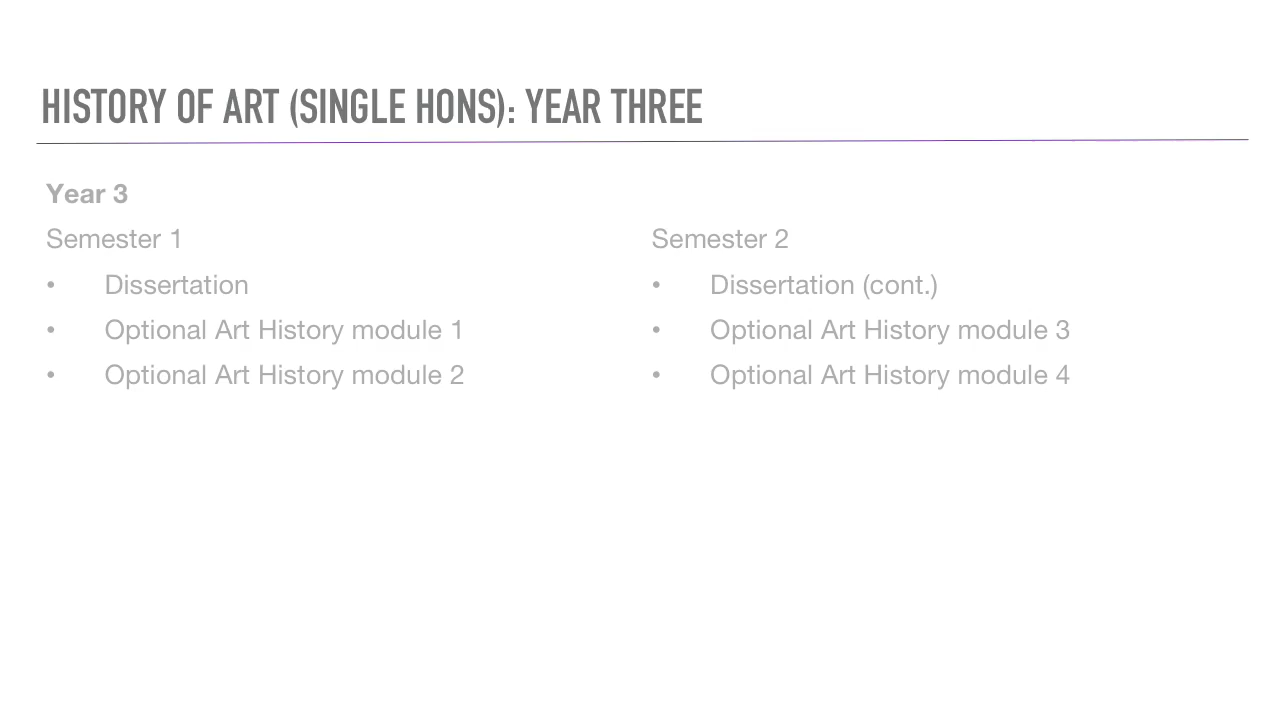 HISTORY OF ART (SINGLE HONS): YEAR THREE
Year 3
Semester 1
• Dissertation
• Optional Art History module 1
• Optional Art History module 2
Semester 2
• Dissertation (cont.)
• Optional Art History module 3
• Optional Art History module 4